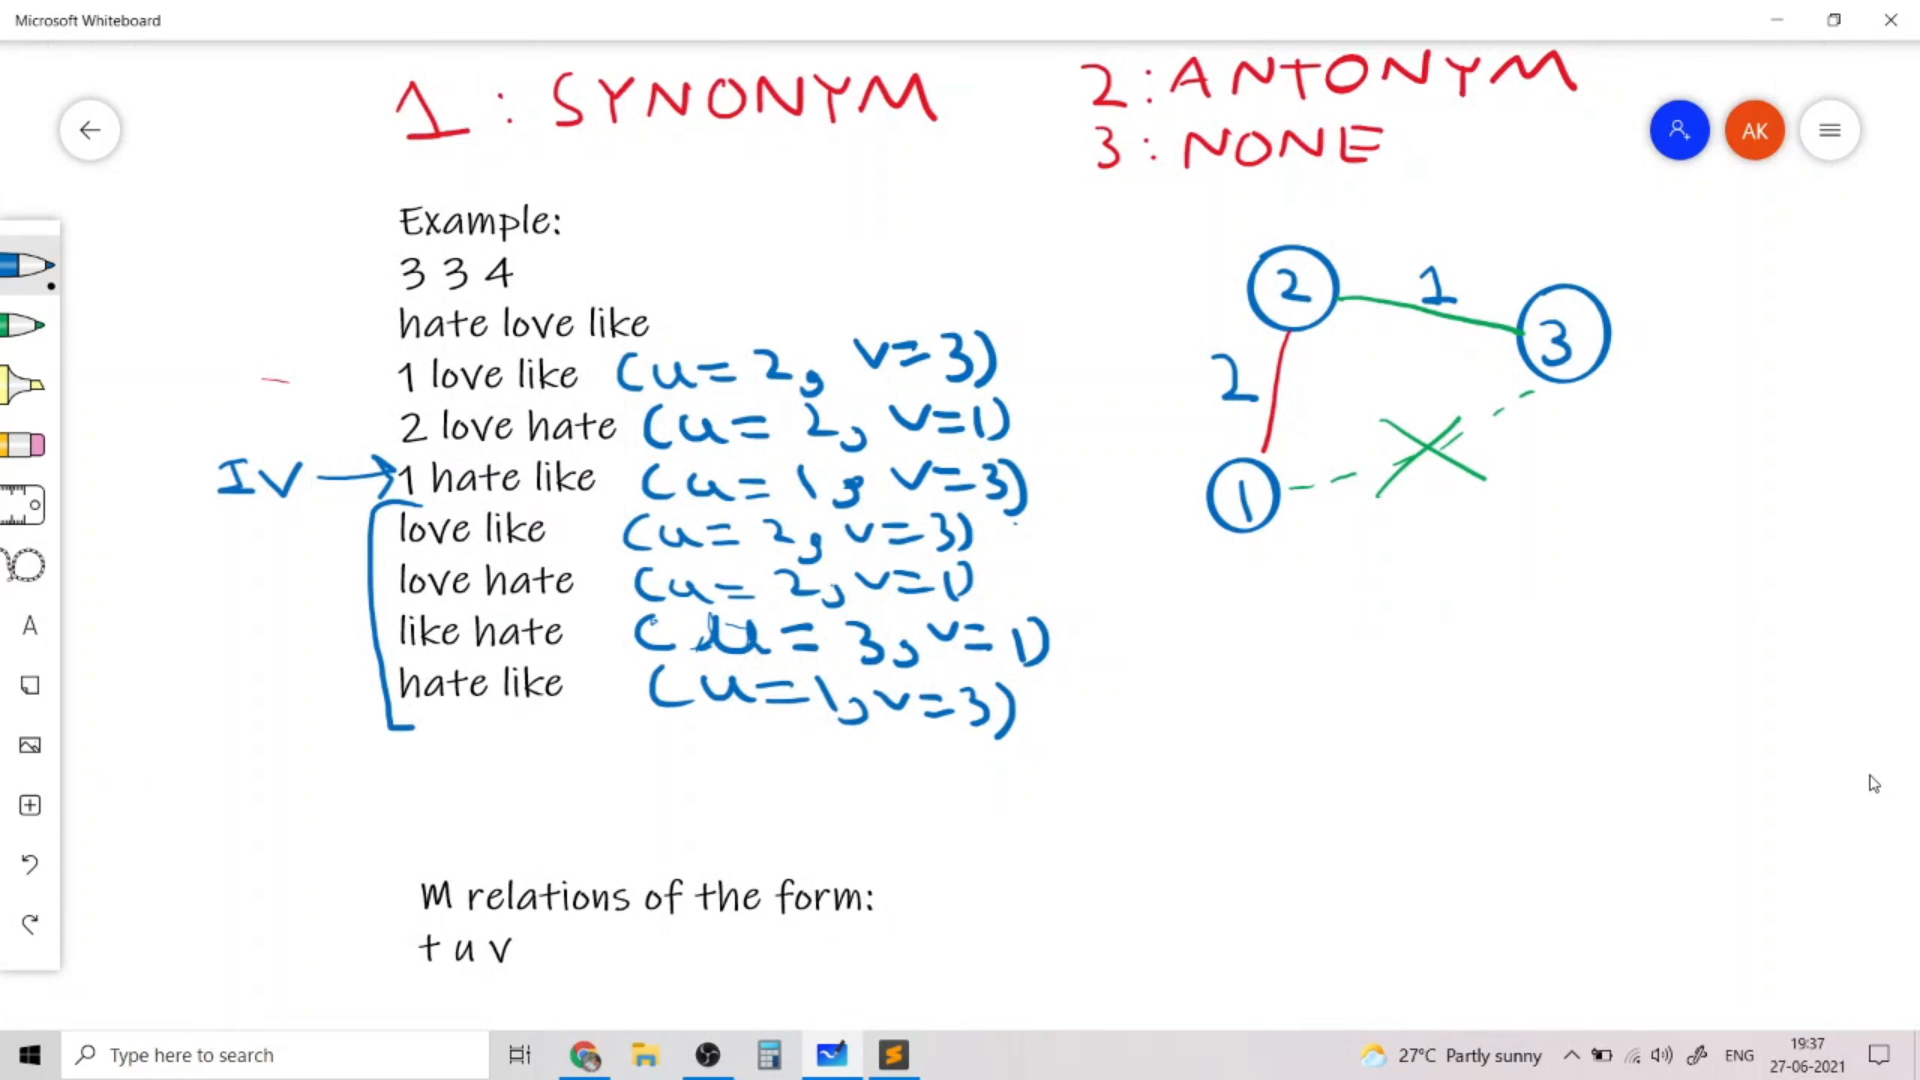 Microsoft Whiteboard
1 : SYNONYM
2 : ANTONYM
3 : NONE
AK
Example:
3 3 4
hate love like
1 love like (u = 2, v = 3)
2 love hate (u = 2, v = 1)
IV → 1 hate like (u = 1, v = 3)
love like (u = 2, v = 3)
love hate (u = 2, v = 1)
like hate (u = 3, v = 1)
hate like (u = 1, v = 3)
2
1
3
2
1
A
M relations of the form:
t u v
Type here to search
27°C Partly sunny
ENG
19:37
27-06-2021